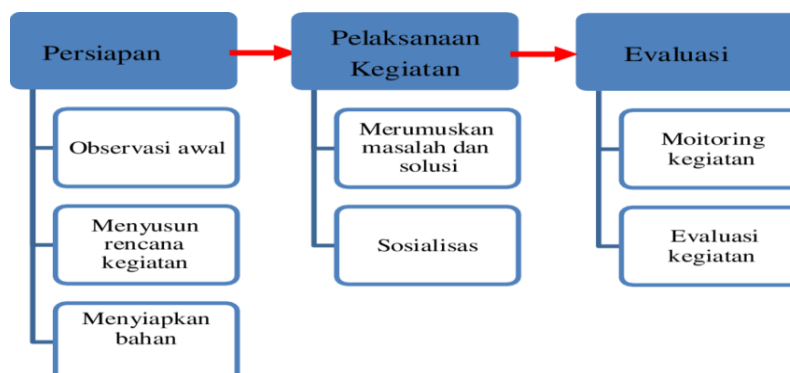 Persiapan
Observasi awal
Menyusun
rencana
kegiatan
Menyiapkan
bahan
Pelaksanaan
Kegiatan
Merumuskan
masalah dan
solusi
Sosialisas
Evaluasi
Moitoring
kegiatan
Evaluasi
kegiatan